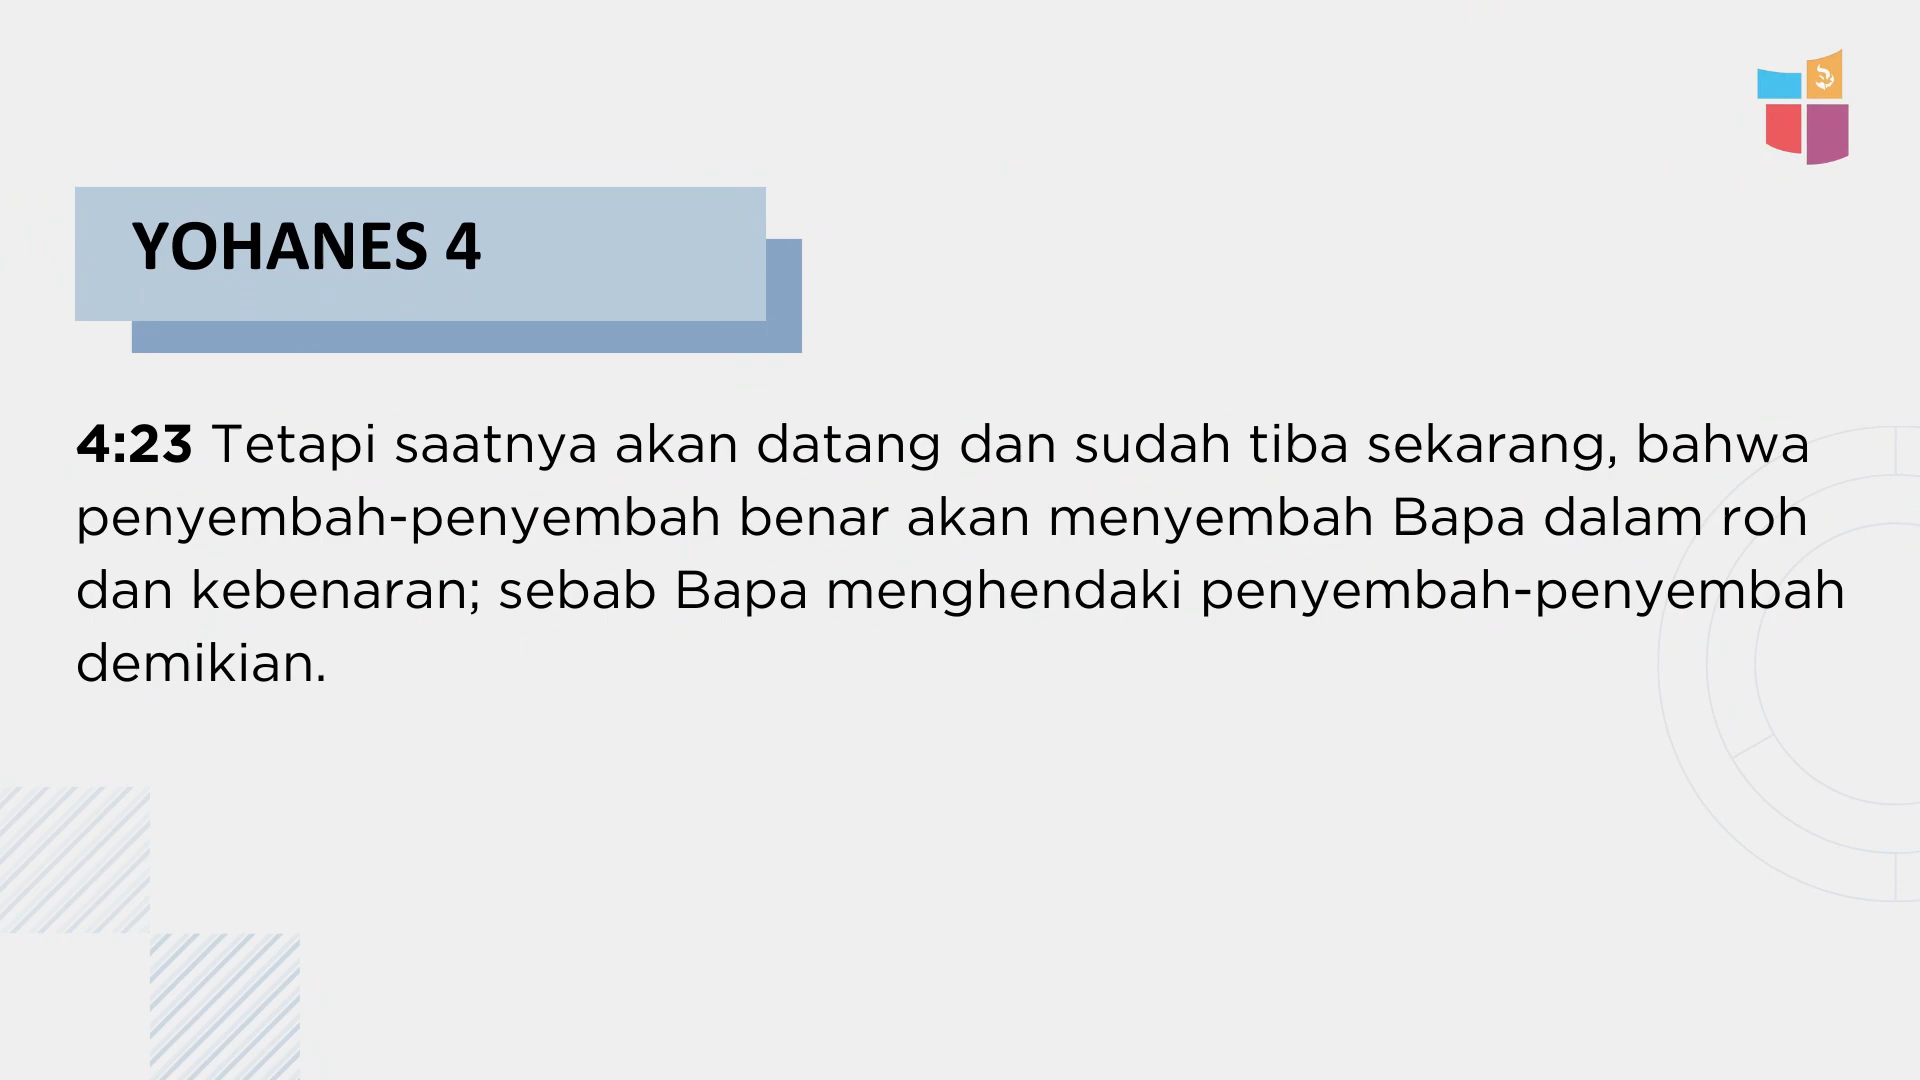 YOHANES 4
4:23 Tetapi saatnya akan datang dan sudah tiba sekarang, bahwa
penyembah-penyembah benar akan menyembah Bapa dalam roh
dan kebenaran; sebab Bapa menghendaki penyembah-penyembah
demikian.